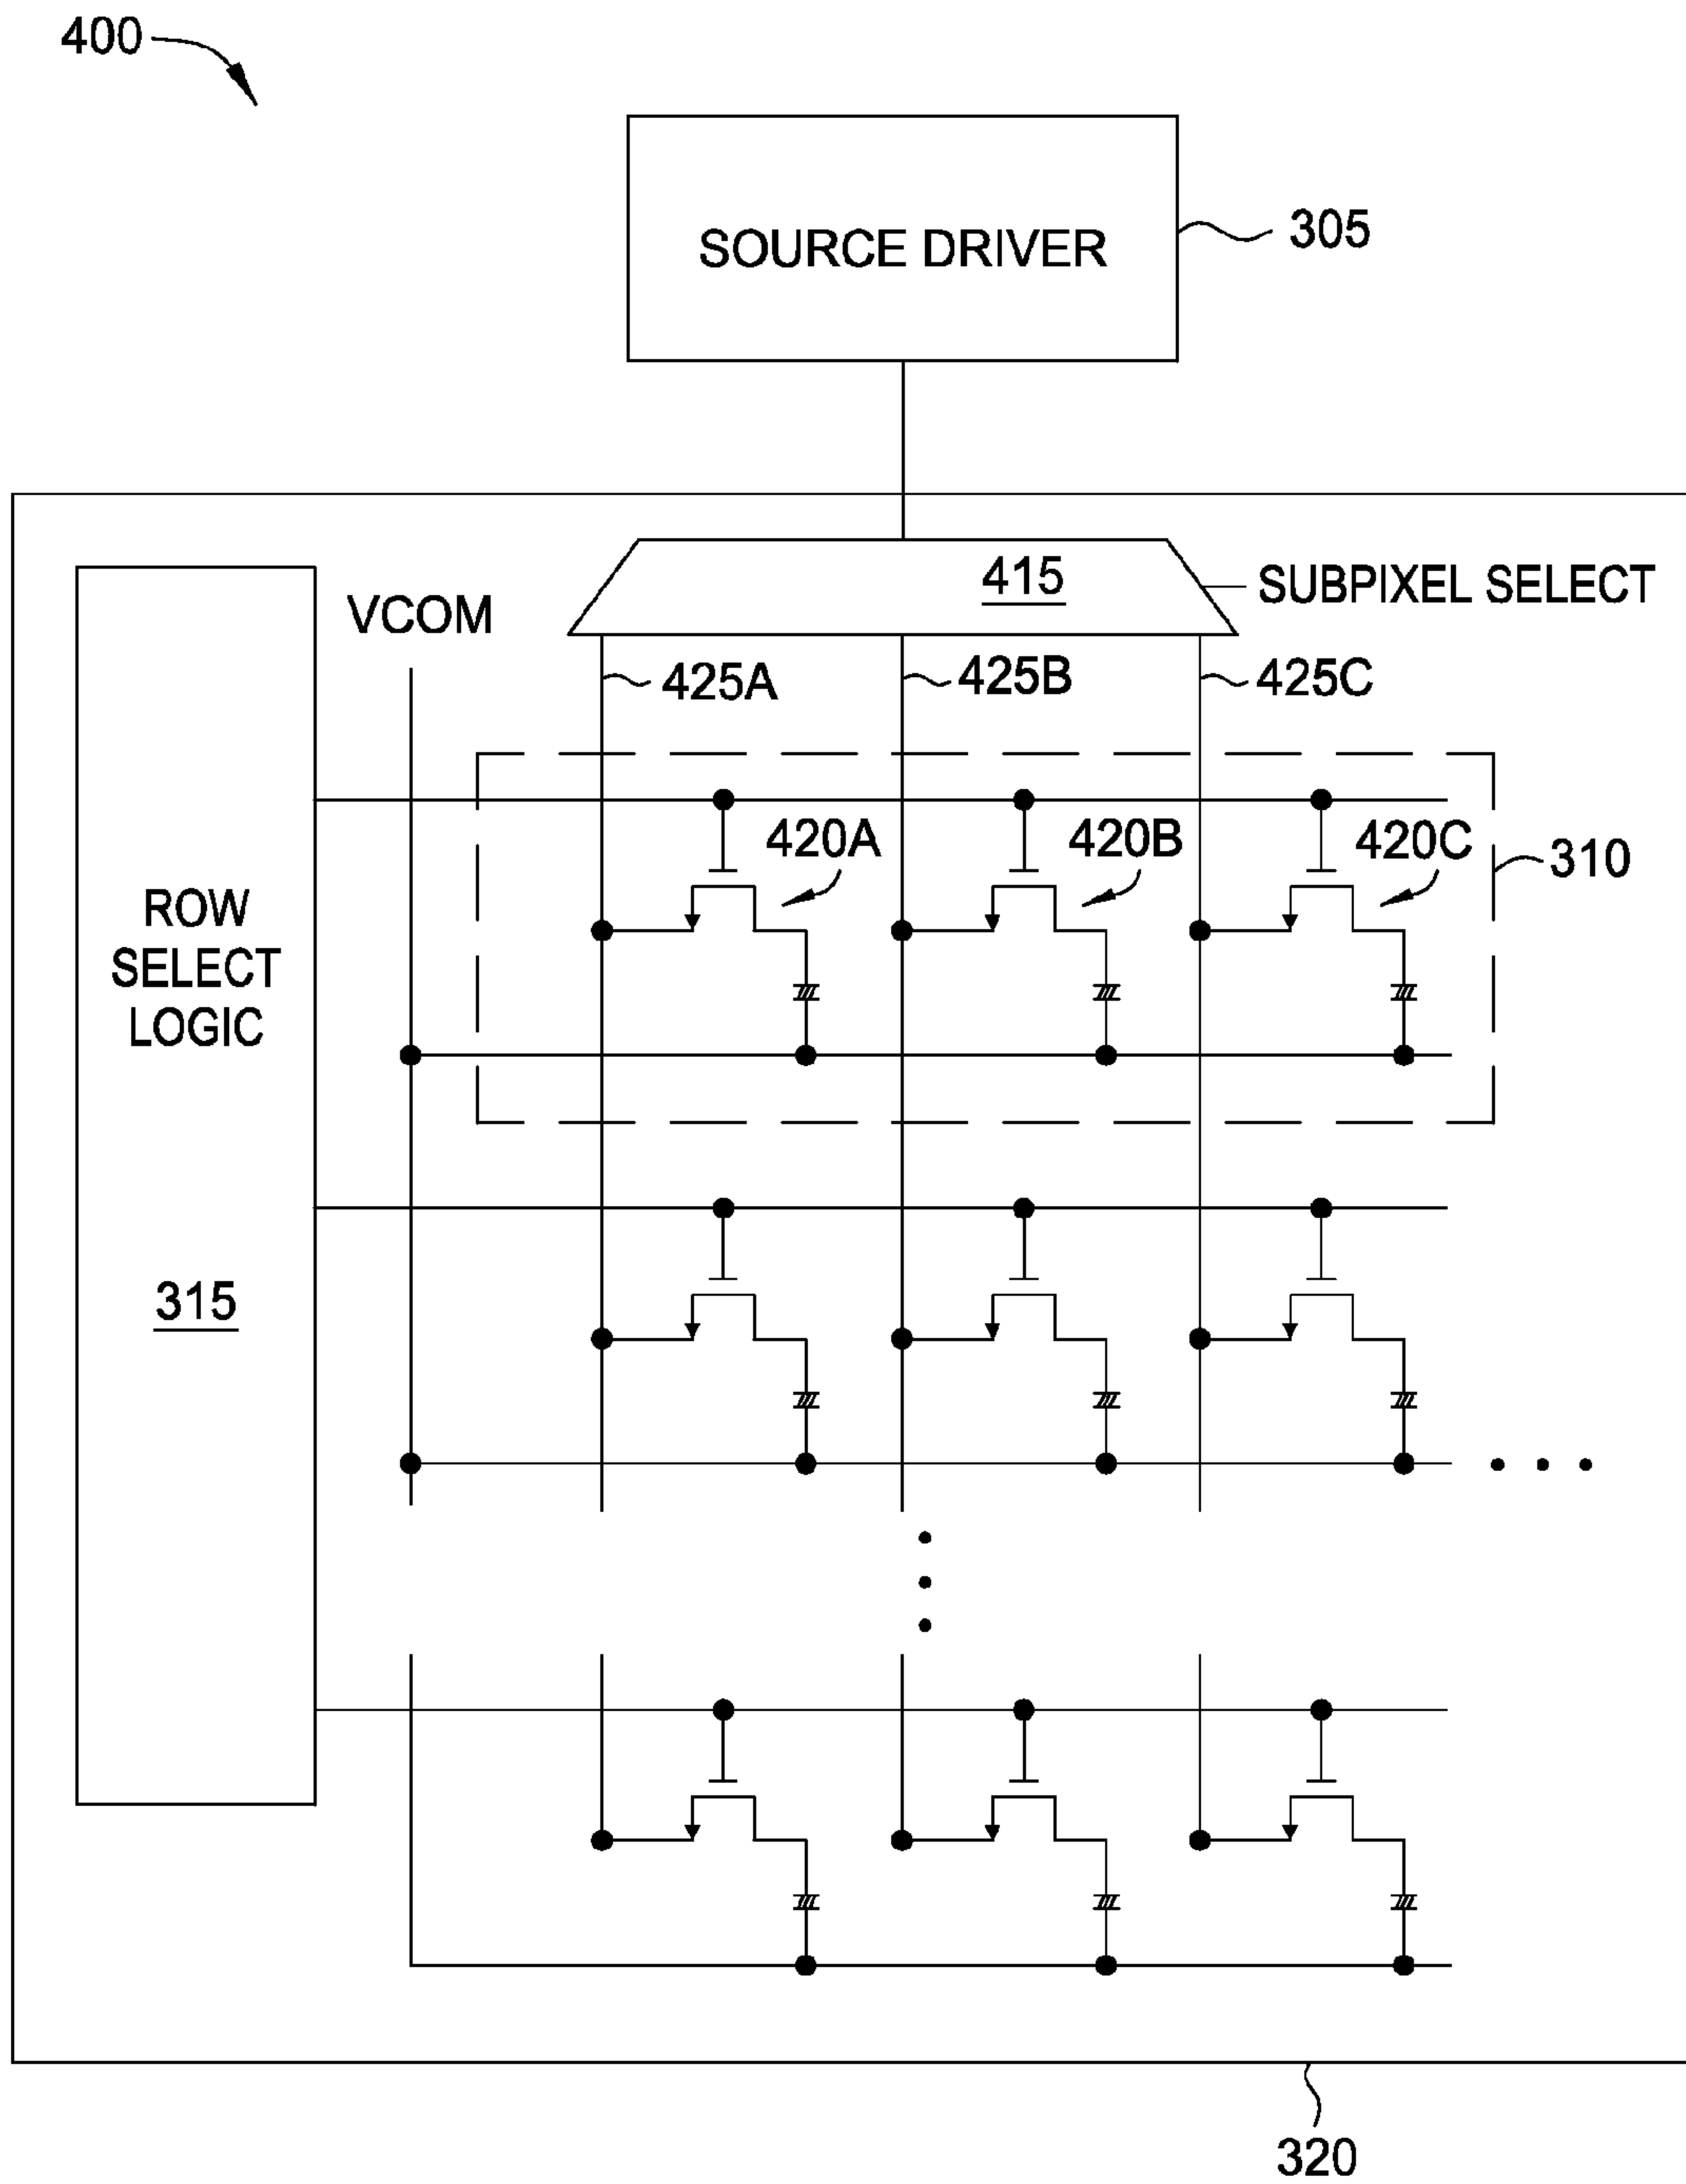 400
SOURCE DRIVER
305
415
SUBPIXEL SELECT
VCOM
425A
425B
425C
420A
420B
420C
310
ROW
SELECT
LOGIC
315
320